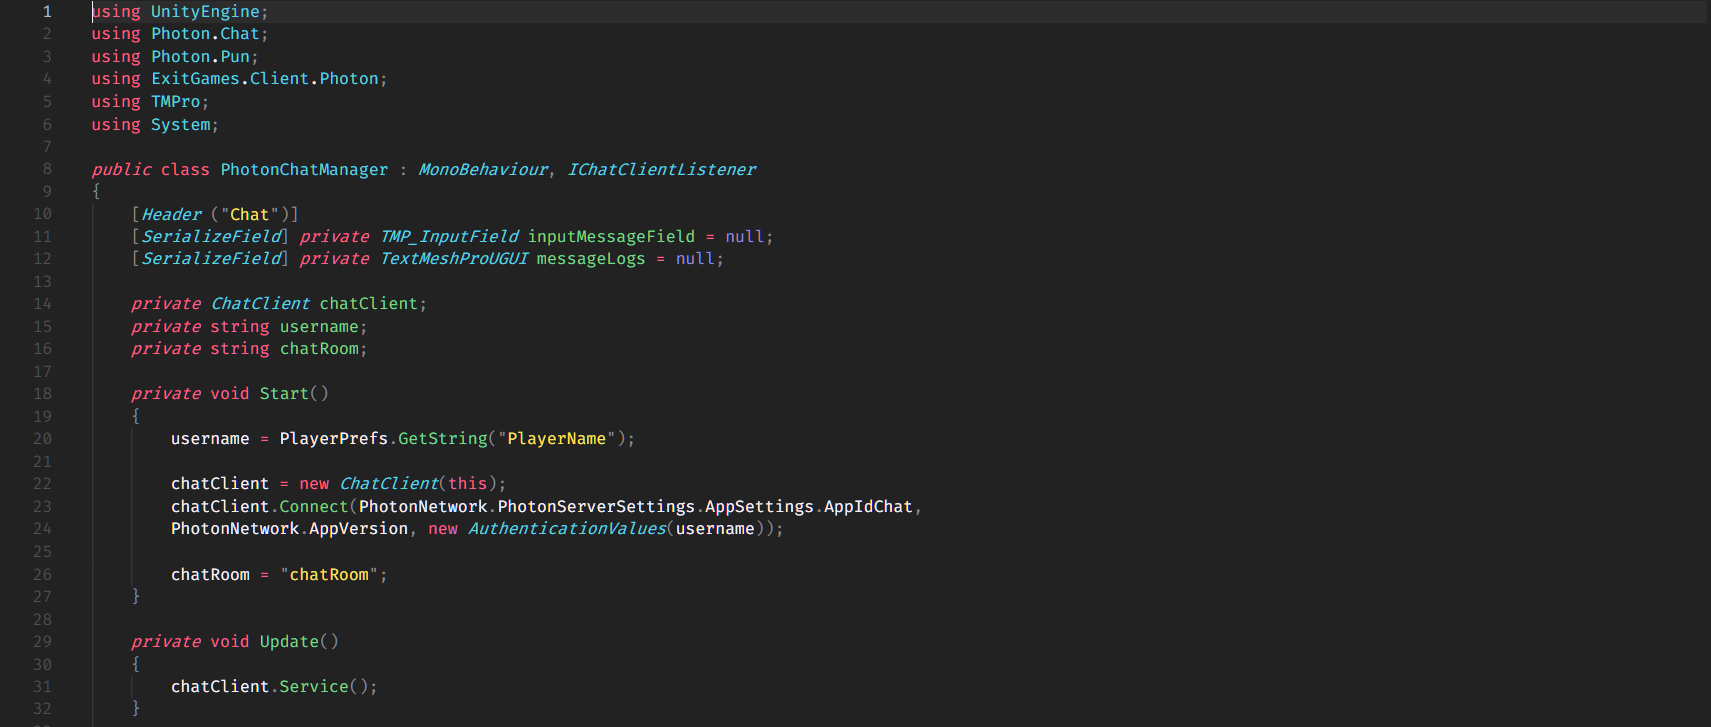 1 using UnityEngine;
2 using Photon.Chat;
3 using Photon.Pun;
4 using ExitGames.Client.Photon;
5 using TMPro;
6 using System;
7
8 public class PhotonChatManager : MonoBehaviour, IChatClientListener
9 {
10 [Header ("Chat")]
11 [SerializeField] private TMP_InputField inputMessageField = null;
12 [SerializeField] private TextMeshProUGUI messageLogs = null;
13
14 private ChatClient chatClient;
15 private string username;
16 private string chatRoom;
17
18 private void Start()
19 {
20 username = PlayerPrefs.GetString("PlayerName");
21
22 chatClient = new ChatClient(this);
23 chatClient.Connect(PhotonNetwork.PhotonServerSettings.AppSettings.AppIdChat,
24 PhotonNetwork.AppVersion, new AuthenticationValues(username));
25
26 chatRoom = "chatRoom";
27 }
28
29 private void Update()
30 {
31 chatClient.Service();
32 }